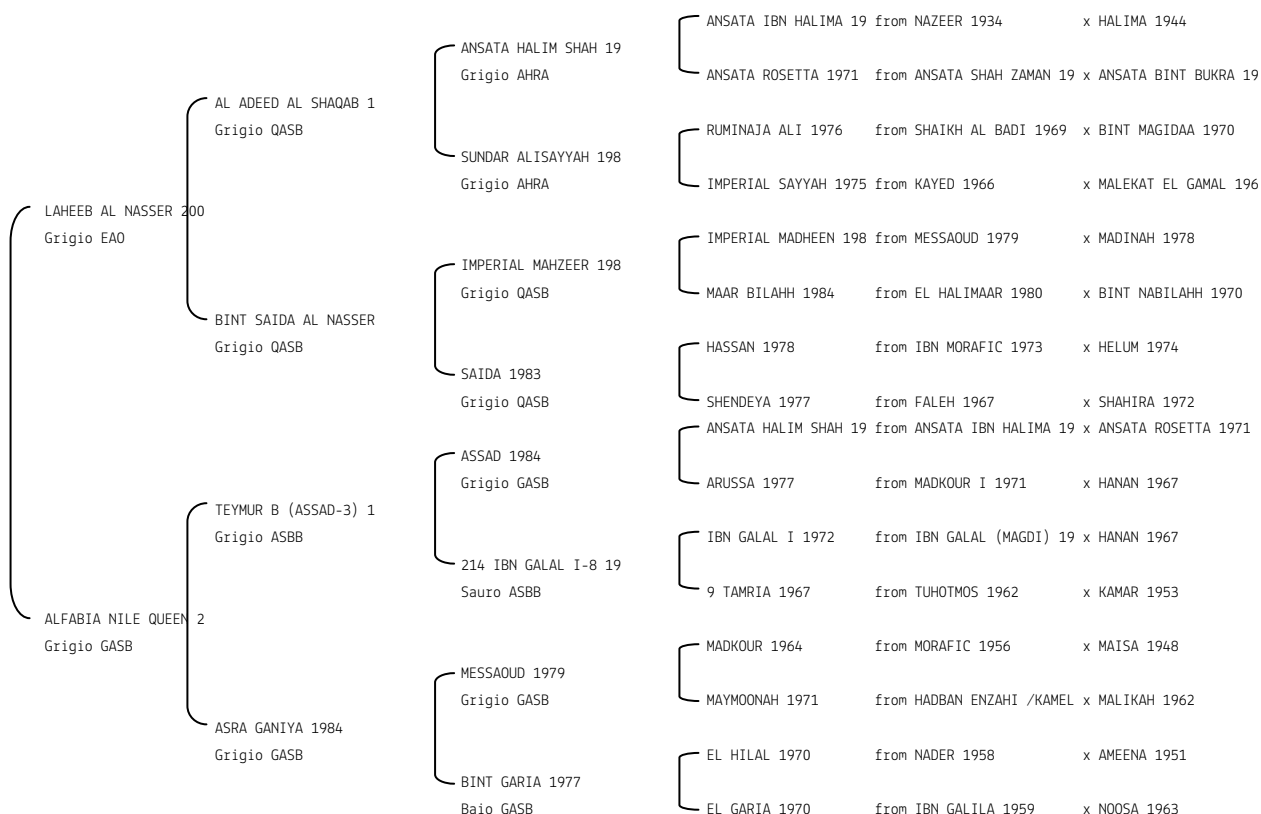 ANSATA IBN HALIMA 19 from NAZEER 1934 x HALIMA 1944
ANSATA HALIM SHAH 19
Grigio AHRA
ANSATA ROSETTA 1971 from ANSATA SHAH ZAMAN 19 x ANSATA BINT BUKRA 19
AL ADEED AL SHAQAB 1
Grigio QASB
RUMINAJA ALI 1976 from SHAIKH AL BADI 1969 x BINT MAGIDAA 1970
SUNDAR ALISAYYAH 198
Grigio AHRA
IMPERIAL SAYYAH 1975 from KAYED 1966 x MALEKAT EL GAMAL 196
LAHEEB AL NASSER 200
Grigio EAO
IMPERIAL MADHEEN 198 from MESSAOUD 1979 x MADINAH 1978
IMPERIAL MAHZEER 198
Grigio QASB
MAAR BILAHH 1984 from EL HALIMAAR 1980 x BINT NABILAHH 1970
BINT SAIDA AL NASSER
Grigio QASB
HASSAN 1978 from IBN MORAFIC 1973 x HELUM 1974
SAIDA 1983
Grigio QASB
SHENDEYA 1977 from FALEH 1967 x SHAHIRA 1972
ANSATA HALIM SHAH 19 from ANSATA IBN HALIMA 19 x ANSATA ROSETTA 1971
ASSAD 1984
Grigio GASB
ARUSSA 1977 from MADKOUR I 1971 x HANAN 1967
TEYMUR B (ASSAD-3) 1
Grigio ASBB
IBN GALAL I 1972 from IBN GALAL (MAGDI) 19 x HANAN 1967
214 IBN GALAL I-8 19
Sauro ASBB
9 TAMRIA 1967 from TUHOTMOS 1962 x KAMAR 1953
ALFABIA NILE QUEEN 2
Grigio GASB
MADKOUR 1964 from MORAFIC 1956 x MAISA 1948
MESSAOUD 1979
Grigio GASB
MAYMOONAH 1971 from HADBAN ENZAHI /KAMEL x MALIKAH 1962
ASRA GANIYA 1984
Grigio GASB
EL HILAL 1970 from NADER 1958 x AMEENA 1951
BINT GARIA 1977
Baio GASB
EL GARIA 1970 from IBN GALILA 1959 x NOOSA 1963